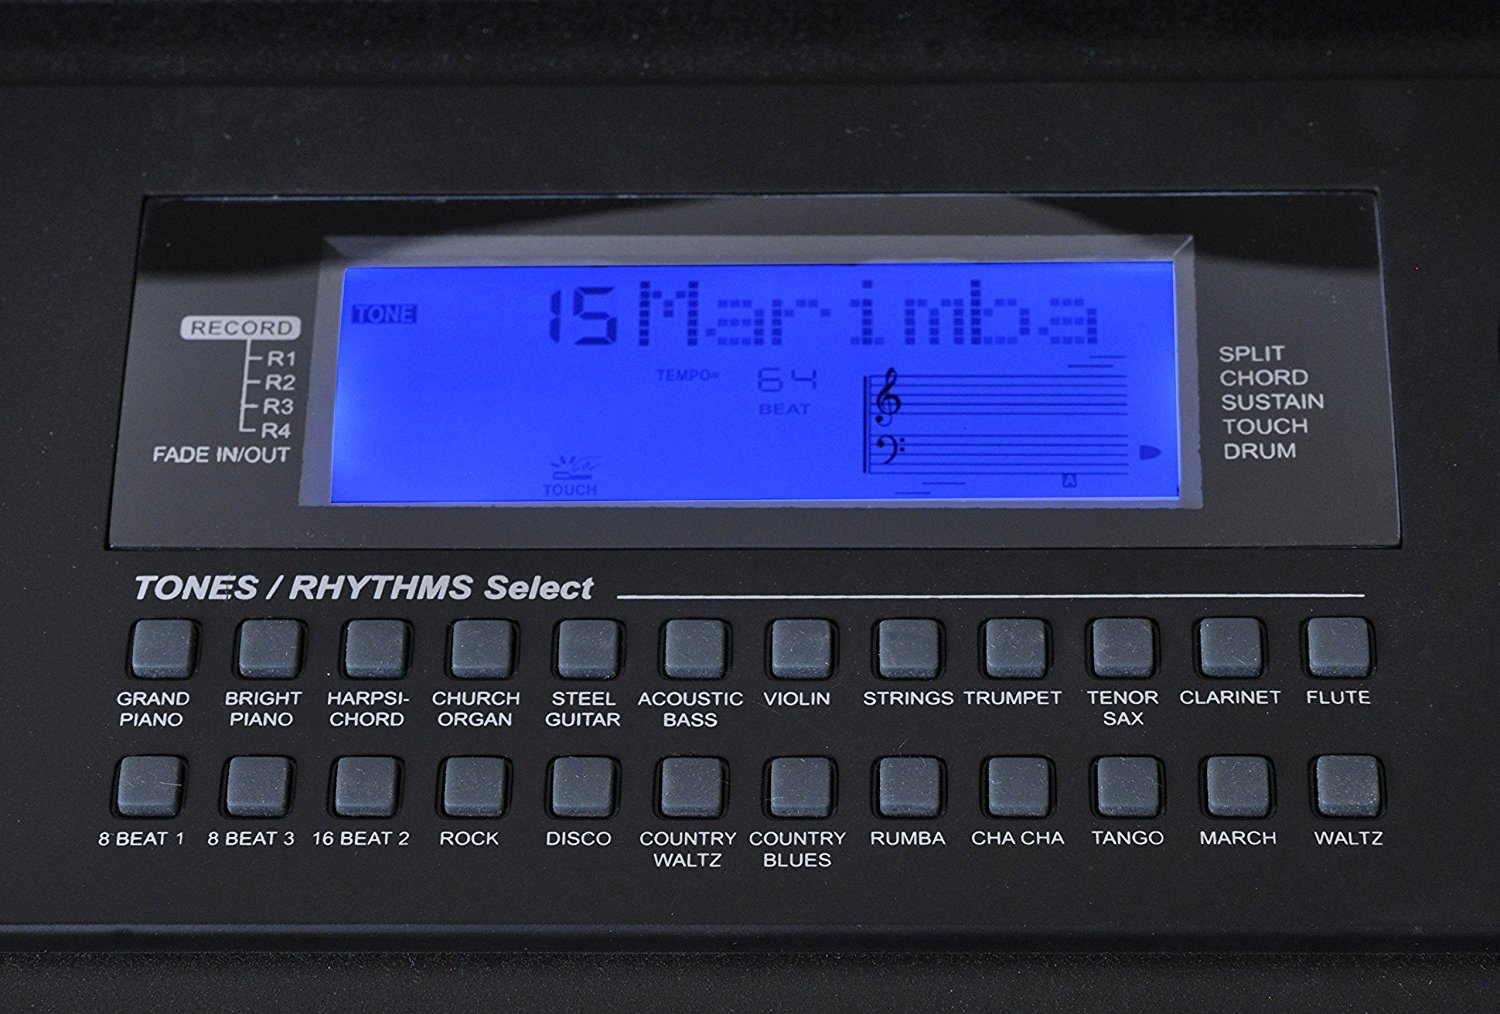 TONE 15 Marimba
RECORD
R1
R2
R3
R4
FADE IN/OUT
TEMPO= 64
BEAT
TOUCH
A
SPLIT
CHORD
SUSTAIN
TOUCH
DRUM
TONES / RHYTHMS Select
GRAND
PIANO
BRIGHT
PIANO
HARPSI-
CHORD
CHURCH
ORGAN
STEEL
GUITAR
ACOUSTIC
BASS
VIOLIN
STRINGS
TRUMPET
TENOR
SAX
CLARINET
FLUTE
8 BEAT 1
8 BEAT 3
16 BEAT 2
ROCK
DISCO
COUNTRY
WALTZ
COUNTRY
BLUES
RUMBA
CHA CHA
TANGO
MARCH
WALTZ